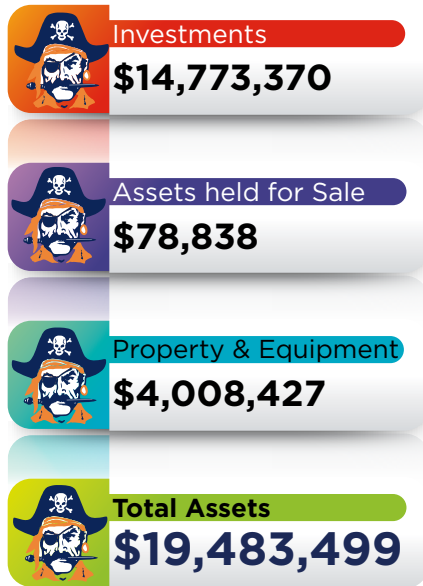 Investments
$14,773,370
Assets held for Sale
$78,838
Property & Equipment
$4,008,427
Total Assets
$19,483,499